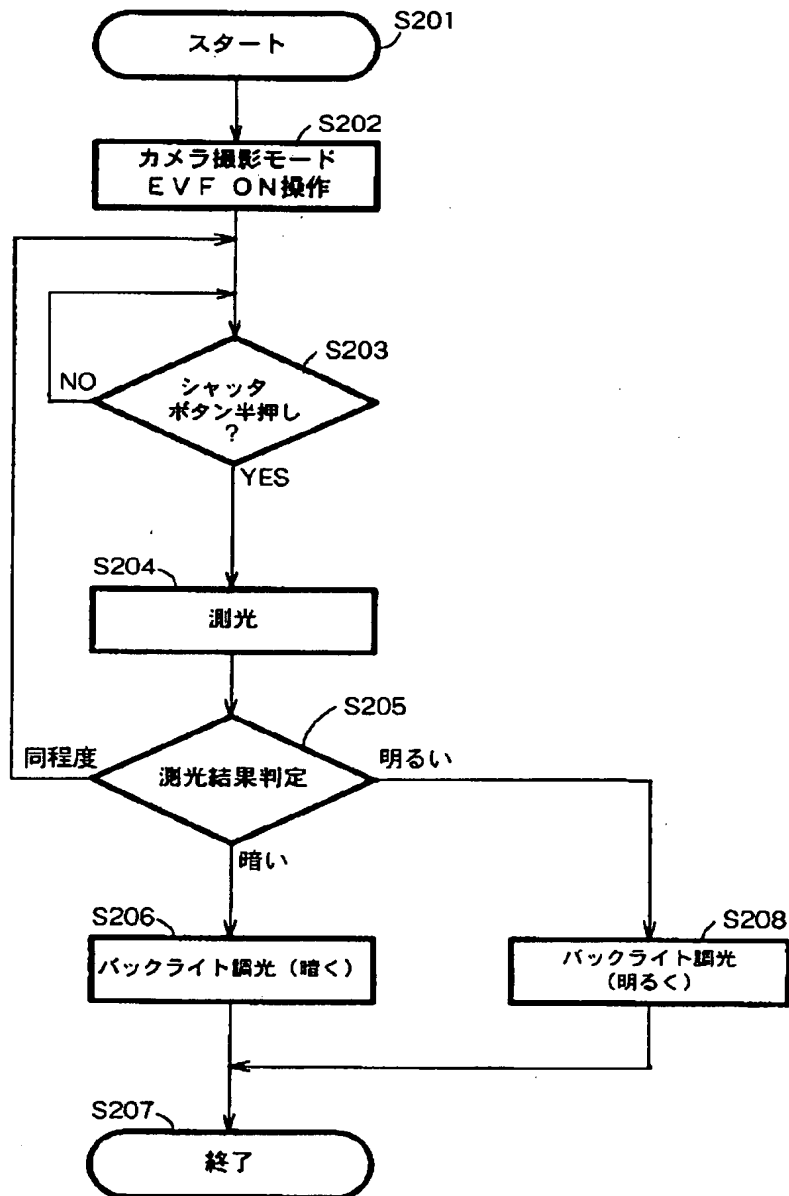 スタート
S201
S202
カメラ撮影モード
EVF ON操作
S203
シャッタ
ボタン半押し
?
NO
YES
S204
測光
S205
測光結果判定
同程度
明るい
暗い
S206
バックライト調光(暗く)
S208
バックライト調光
(明るく)
S207
終了